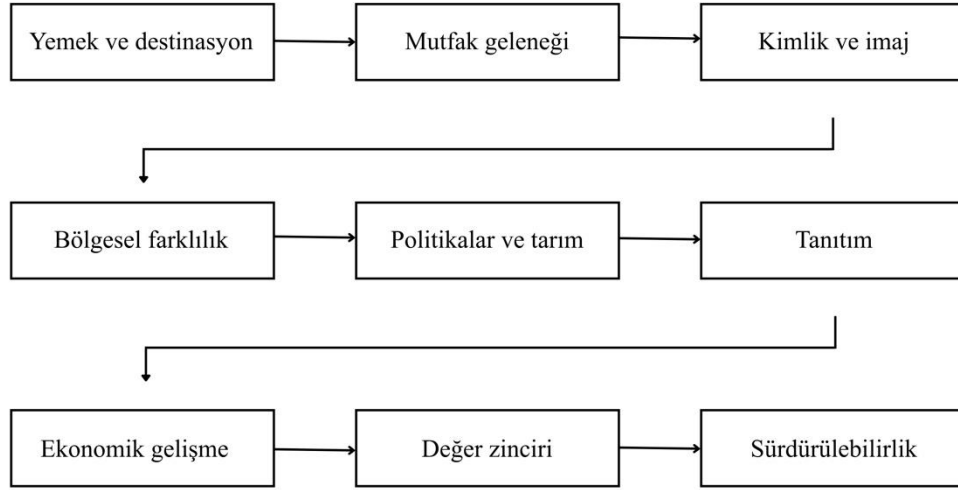 Yemek ve destinasyon
Mutfak geleneği
Kimlik ve imaj
Bölgesel farklılık
Politikalar ve tarım
Tanıtım
Ekonomik gelişme
Değer zinciri
Sürdürülebilirlik